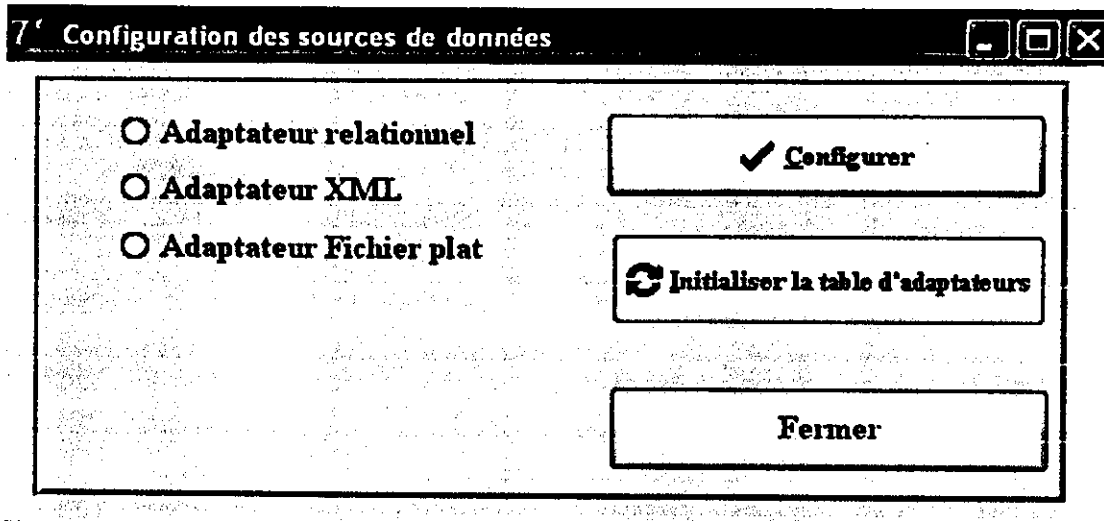 Configuration des sources de données
Adaptateur relationnel
Adaptateur XML
Adaptateur Fichier plat
Configurer
Initialiser la table d'adaptateurs
Fermer